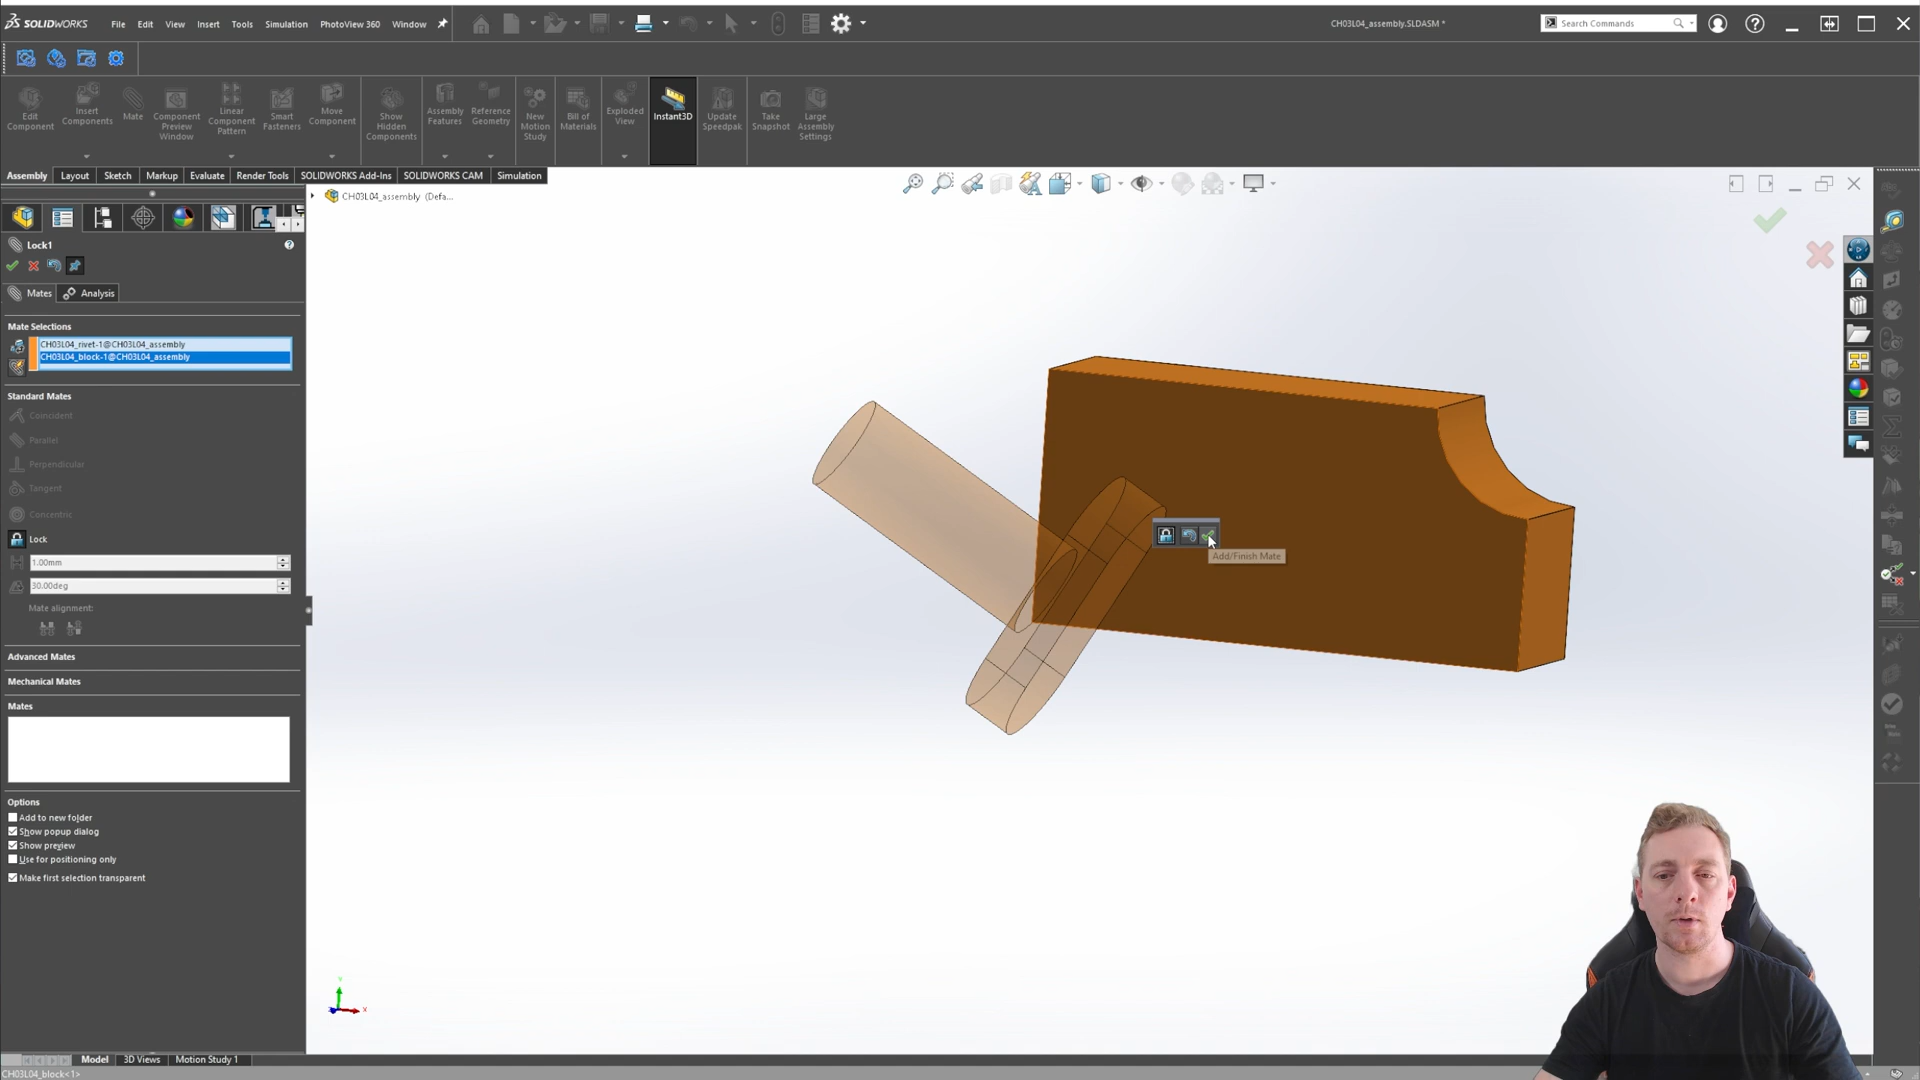 SOLIDWORKS File Edit View Insert Tools Simulation PhotoView 360 Window CH03L04_assembly.SLDASM * Search Commands
Edit Component
Insert Components
Mate
Component Preview Window
Linear Component Pattern
Smart Fasteners
Move Component
Show Hidden Components
Assembly Features
Reference Geometry
New Motion Study
Bill of Materials
Exploded View
Instant3D
Update Speedpak
Take Snapshot
Large Assembly Settings
Assembly Layout Sketch Markup Evaluate Render Tools SOLIDWORKS Add-Ins SOLIDWORKS CAM Simulation
CH03L04_assembly (Defa...
Lock1
Mates Analysis
Mate Selections
CH03L04_rivet-1@CH03L04_assembly
CH03L04_block-1@CH03L04_assembly
Standard Mates
Coincident
Parallel
Perpendicular
Tangent
Concentric
Lock
1.00mm
30.00deg
Mate alignment:
Advanced Mates
Mechanical Mates
Mates
Options
Add to new folder
Show popup dialog
Show preview
Use for positioning only
Make first selection transparent
Add/Finish Mate
Y
X
Model 3D Views Motion Study 1
CH03L04_block<1>